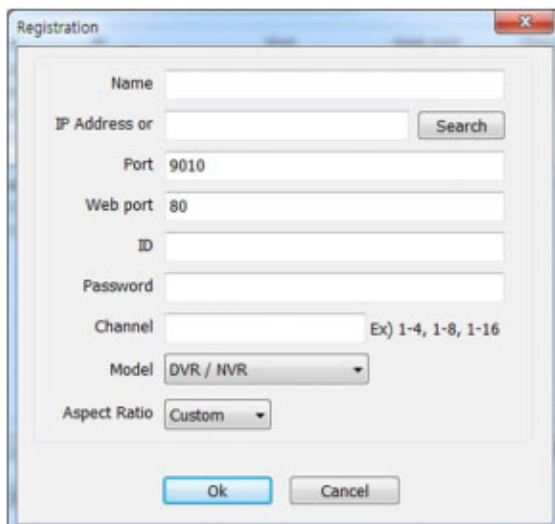 Registration
Name
IP Address or
Search
Port 9010
Web port 80
ID
Password
Channel Ex) 1-4, 1-8, 1-16
Model DVR / NVR
Aspect Ratio Custom
Ok Cancel